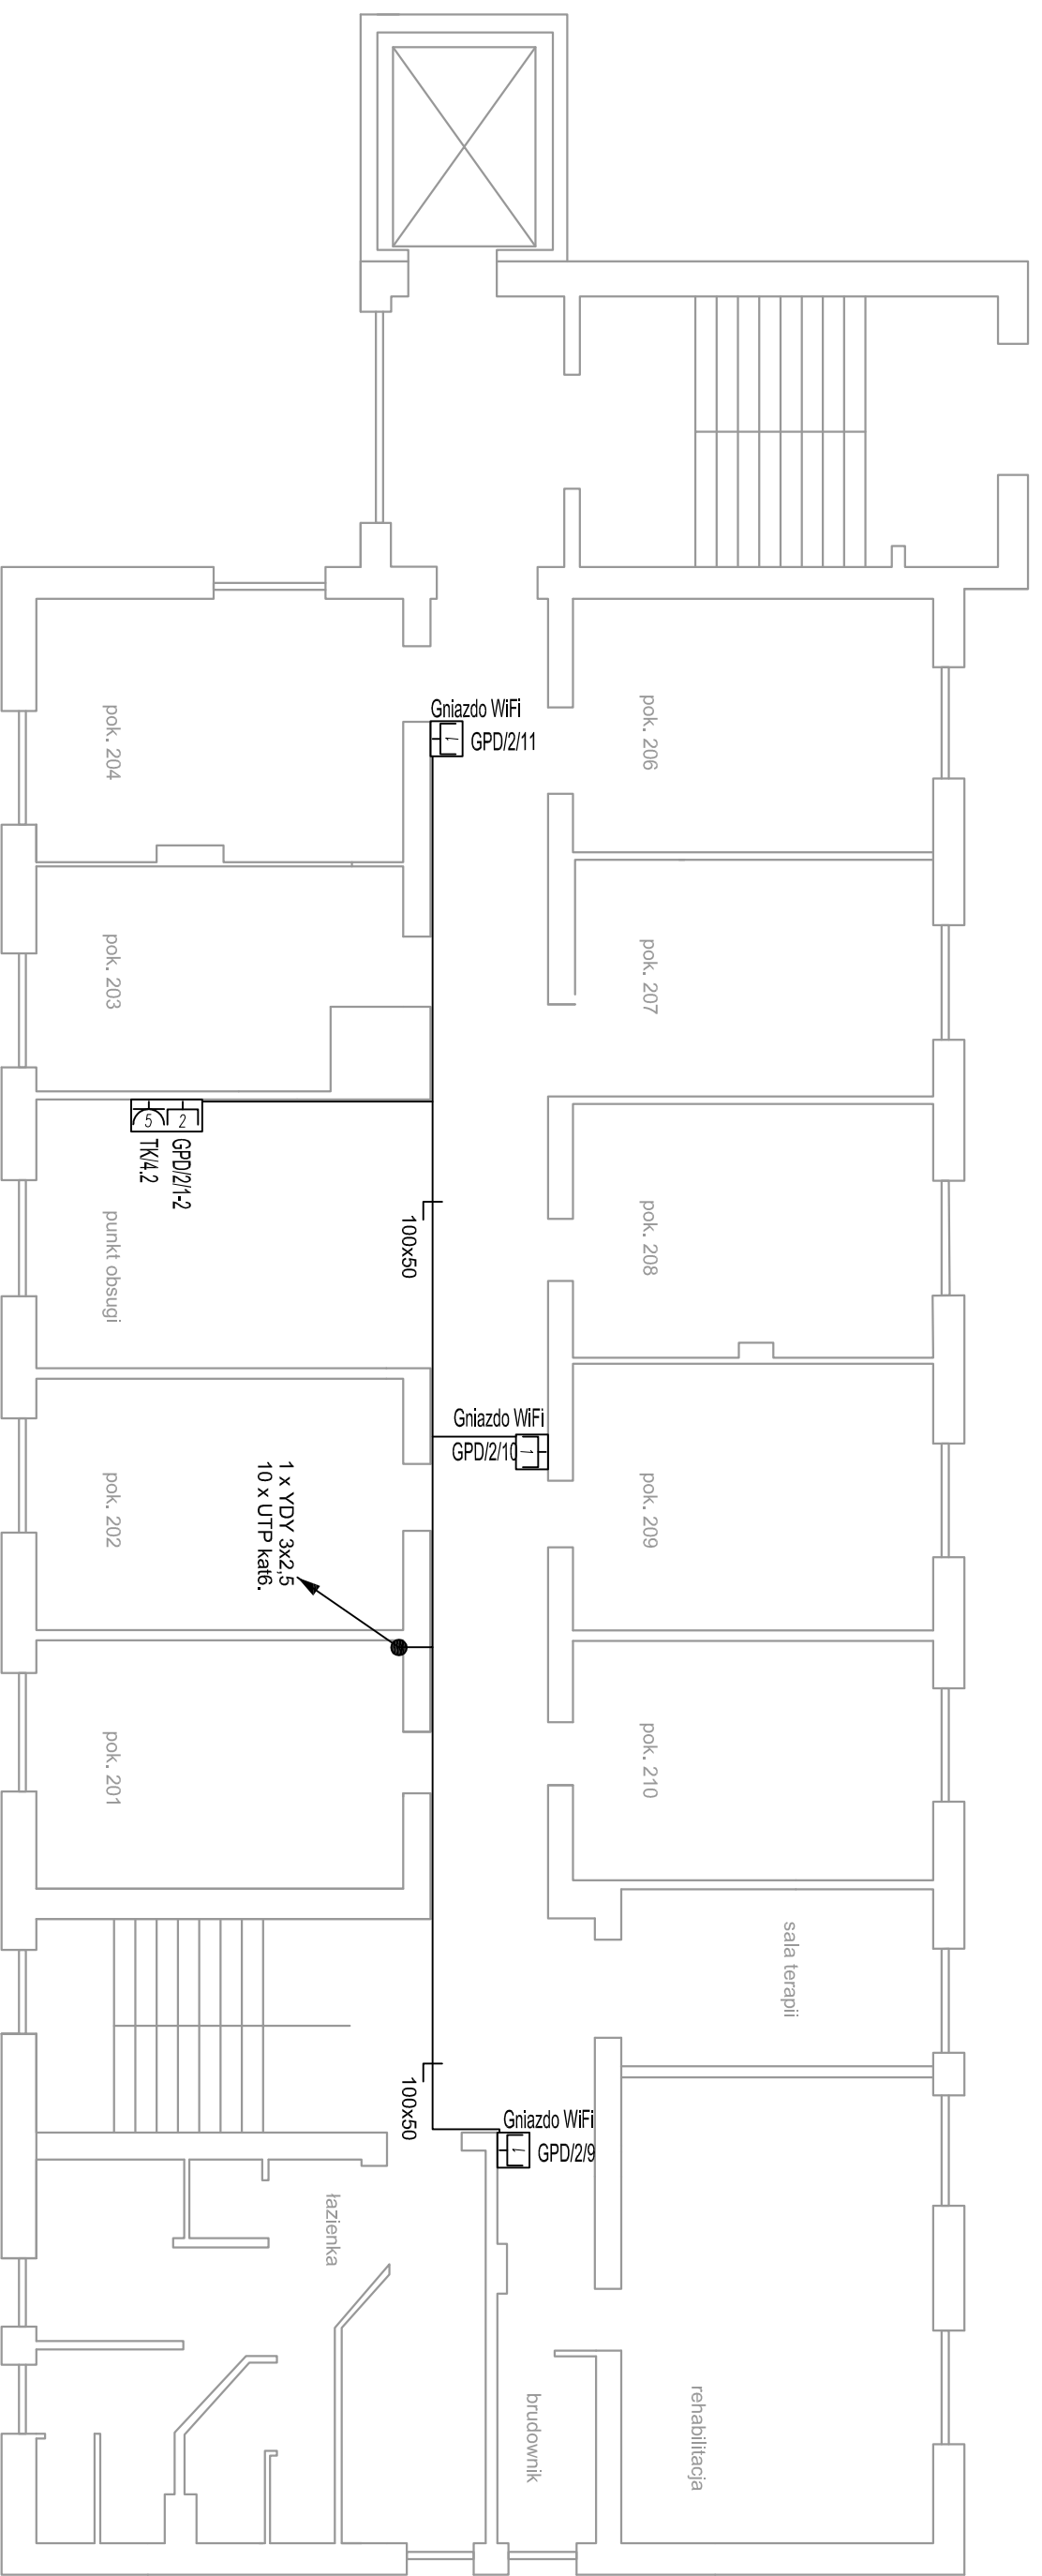 Gniazdo WiFi
1
GPD/2/11
pok. 204
pok. 206
pok. 203
pok. 207
5
2
TK/4.2
GPD/2/1-2
punkt obsugi
100x50
pok. 208
Gniazdo WiFi
GPD/2/10
1
pok. 202
1 x YDY 3x2,5
10 x UTP kat6.
pok. 209
pok. 201
pok. 210
sala terapii
100x50
Gniazdo WiFi
1
GPD/2/9
łazienka
brudownik
rehabilitacja